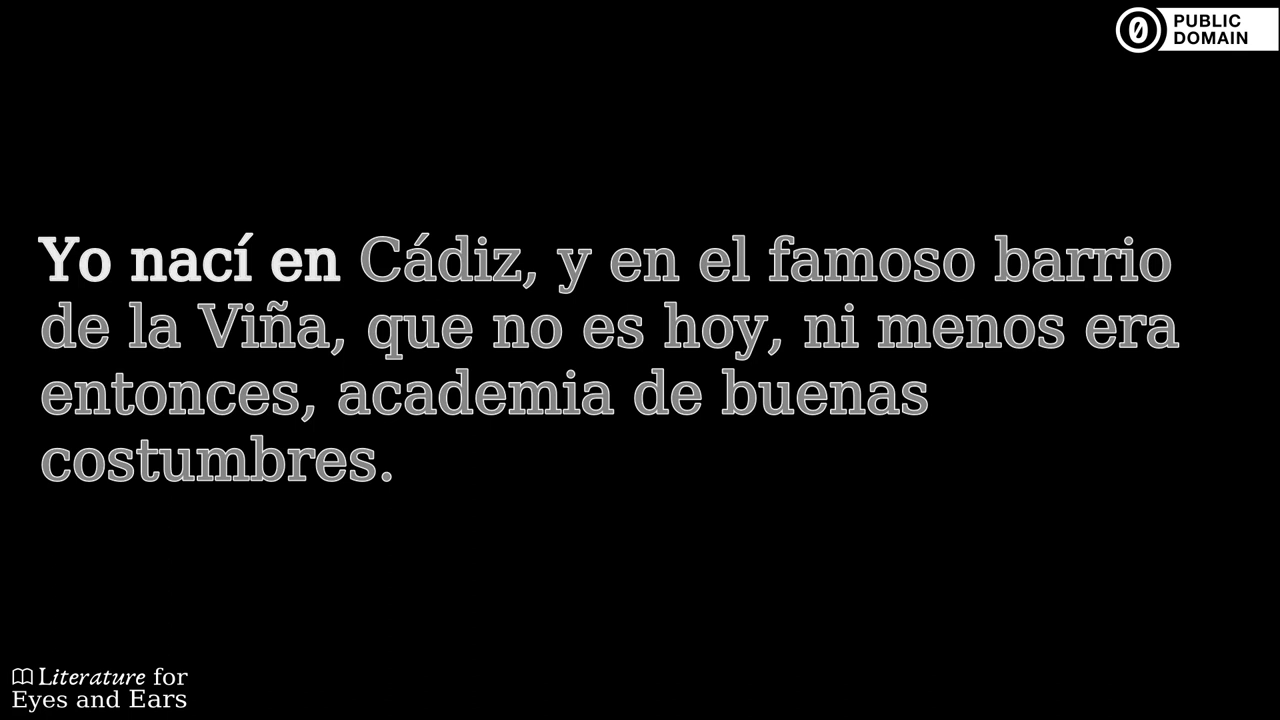 PUBLIC
DOMAIN
Yo nací en Cádiz, y en el famoso barrio
de la Viña, que no es hoy, ni menos era
entonces, academia de buenas
costumbres.
Literature for
Eyes and Ears